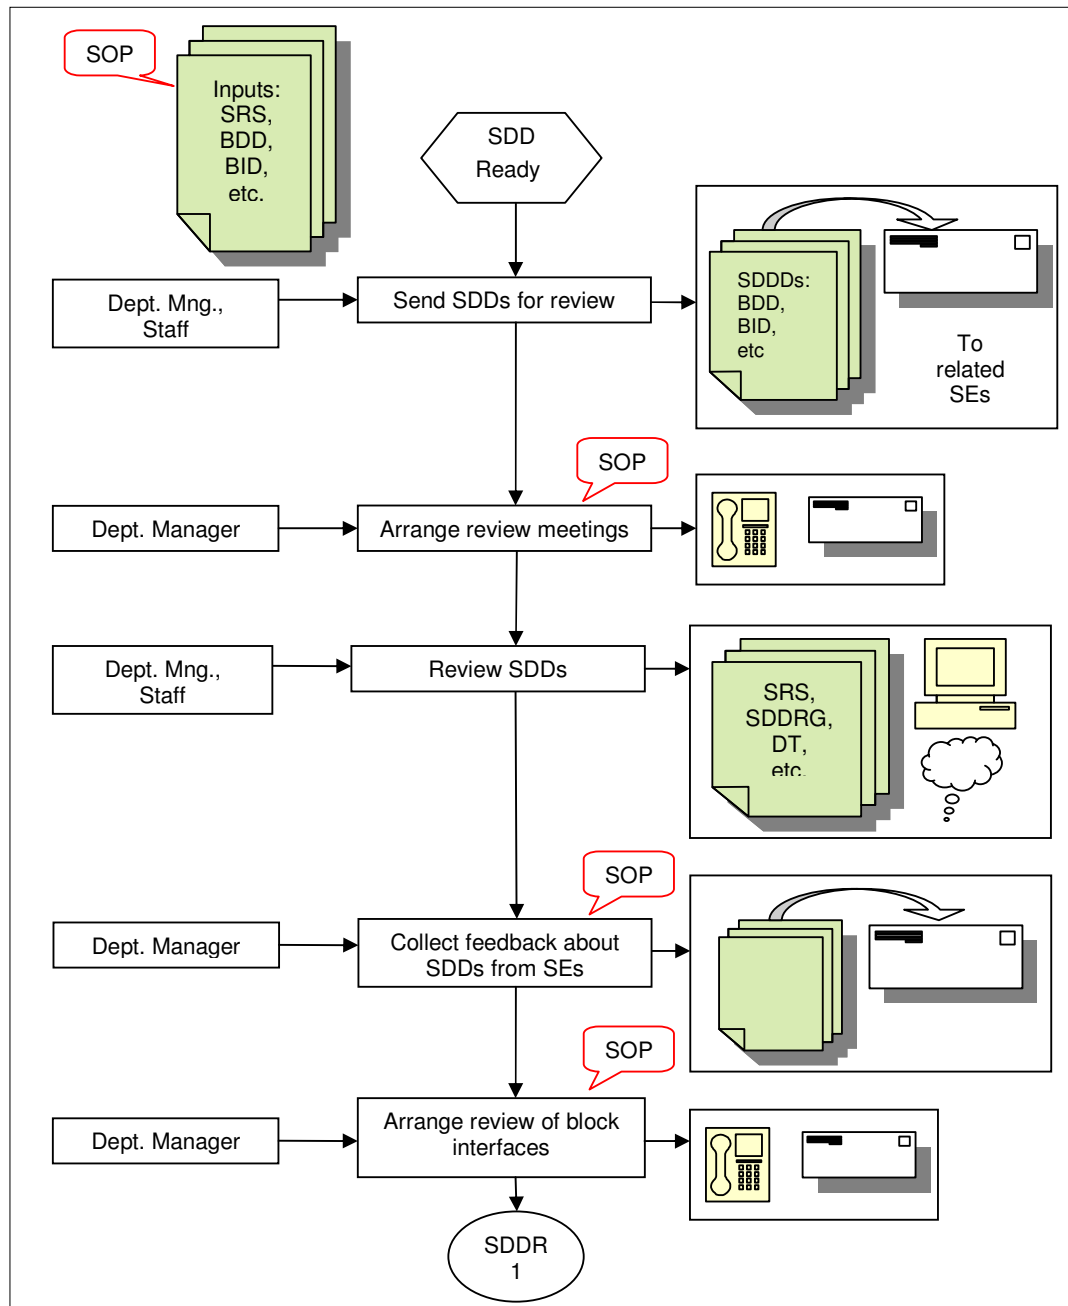 SOP
Inputs:
SRS,
BDD,
BID,
etc.
SDD
Ready
Dept. Mng.,
Staff
Send SDDs for review
SDDDs:
BDD,
BID,
etc
To
related
SEs
SOP
Dept. Manager
Arrange review meetings
Dept. Mng.,
Staff
Review SDDs
SRS,
SDDRG,
DT,
etc.
SOP
Dept. Manager
Collect feedback about
SDDs from SEs
SOP
Dept. Manager
Arrange review of block
interfaces
SDDR
1